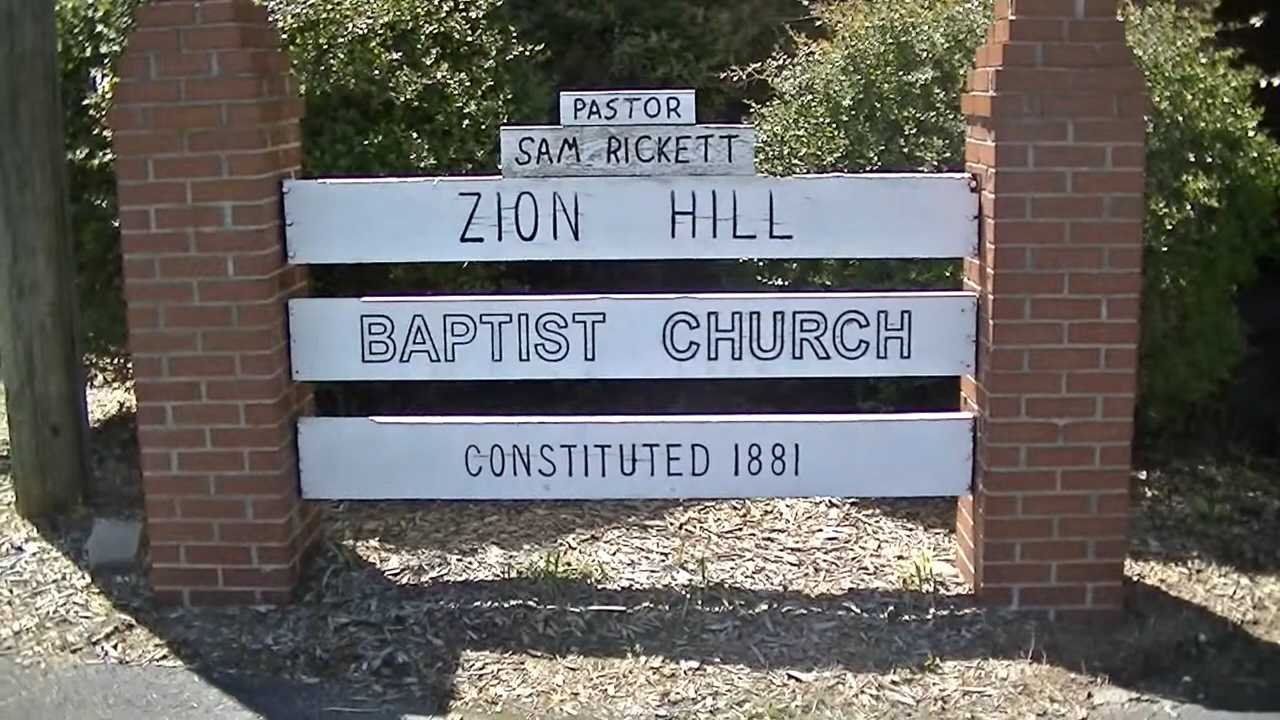 PASTOR
SAM RICKETT
ZION HILL
BAPTIST CHURCH
CONSTITUTED 1881